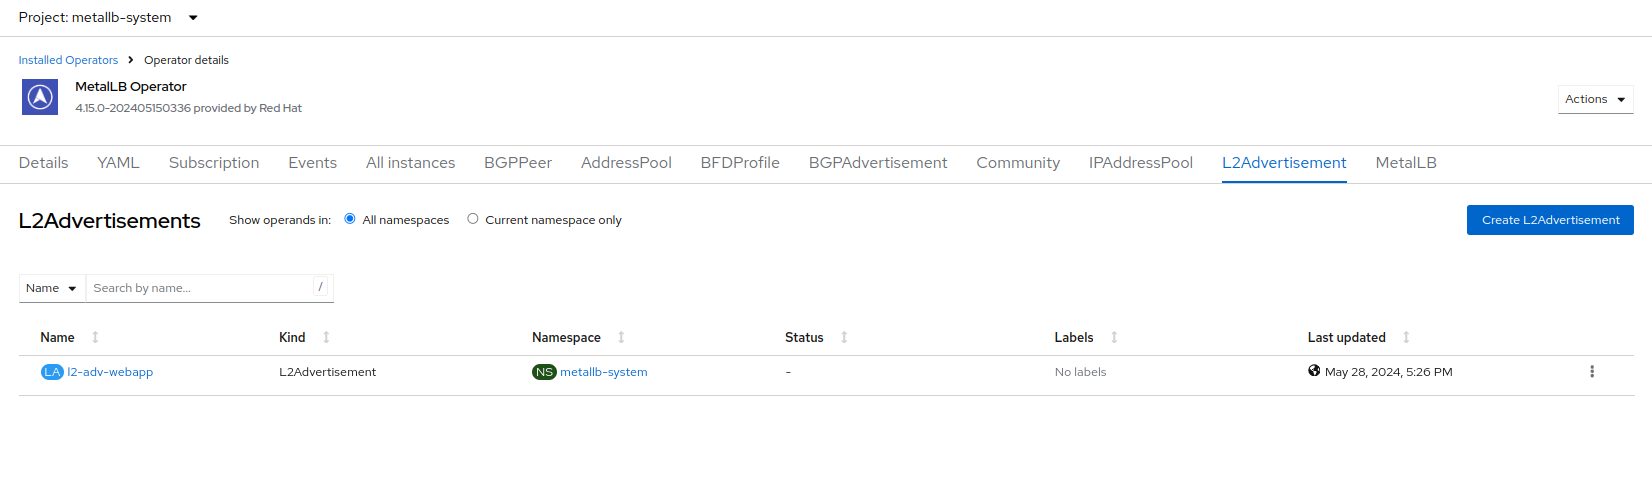 Project: metallb-system
Installed Operators Operator details
MetalLB Operator
4.15.0-202405150336 provided by Red Hat
Actions
Details YAML Subscription Events All instances BGPPeer AddressPool BFDProfile BGPAdvertisement Community IPAddressPool L2Advertisement MetalLB
L2Advertisements Show operands in: All namespaces Current namespace only Create L2Advertisement
Name Search by name... /
Name Kind Namespace Status Labels Last updated
LA l2-adv-webapp L2Advertisement NS metallb-system - No labels May 28, 2024, 5:26 PM